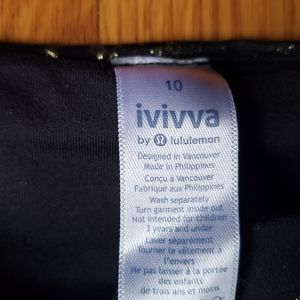 10
ivivva
by lululemon
Designed in Vancouver
Made in Philippines
Conçu à Vancouver
Fabrique aux Philippines
Wash separately
Turn garment inside out
Not intended for children
3 years and under
Laver séparément
Tourner le vêtement à
l'envers
Ne pas laisser à la portée
des enfants
de trois ans et moins